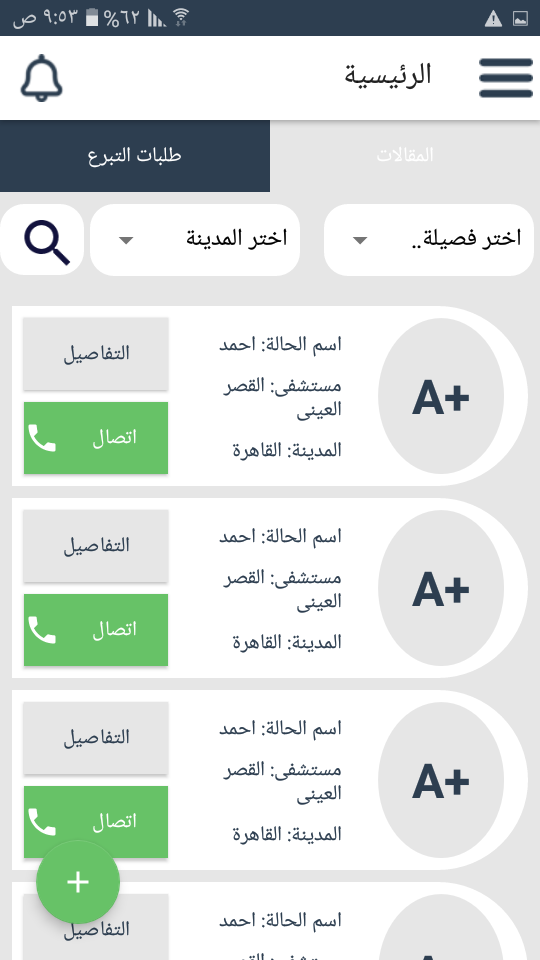 ٩:٥٣ ص %٦٢
الرئيسية
المقالات
طلبات التبرع
اختر فصيلة..
اختر المدينة
A+
اسم الحالة: احمد
مستشفى: القصر
العينى
المدينة: القاهرة
التفاصيل
اتصال
A+
اسم الحالة: احمد
مستشفى: القصر
العينى
المدينة: القاهرة
التفاصيل
اتصال
A+
اسم الحالة: احمد
مستشفى: القصر
العينى
المدينة: القاهرة
التفاصيل
اتصال
+
اسم الحالة: احمد
التفاصيل